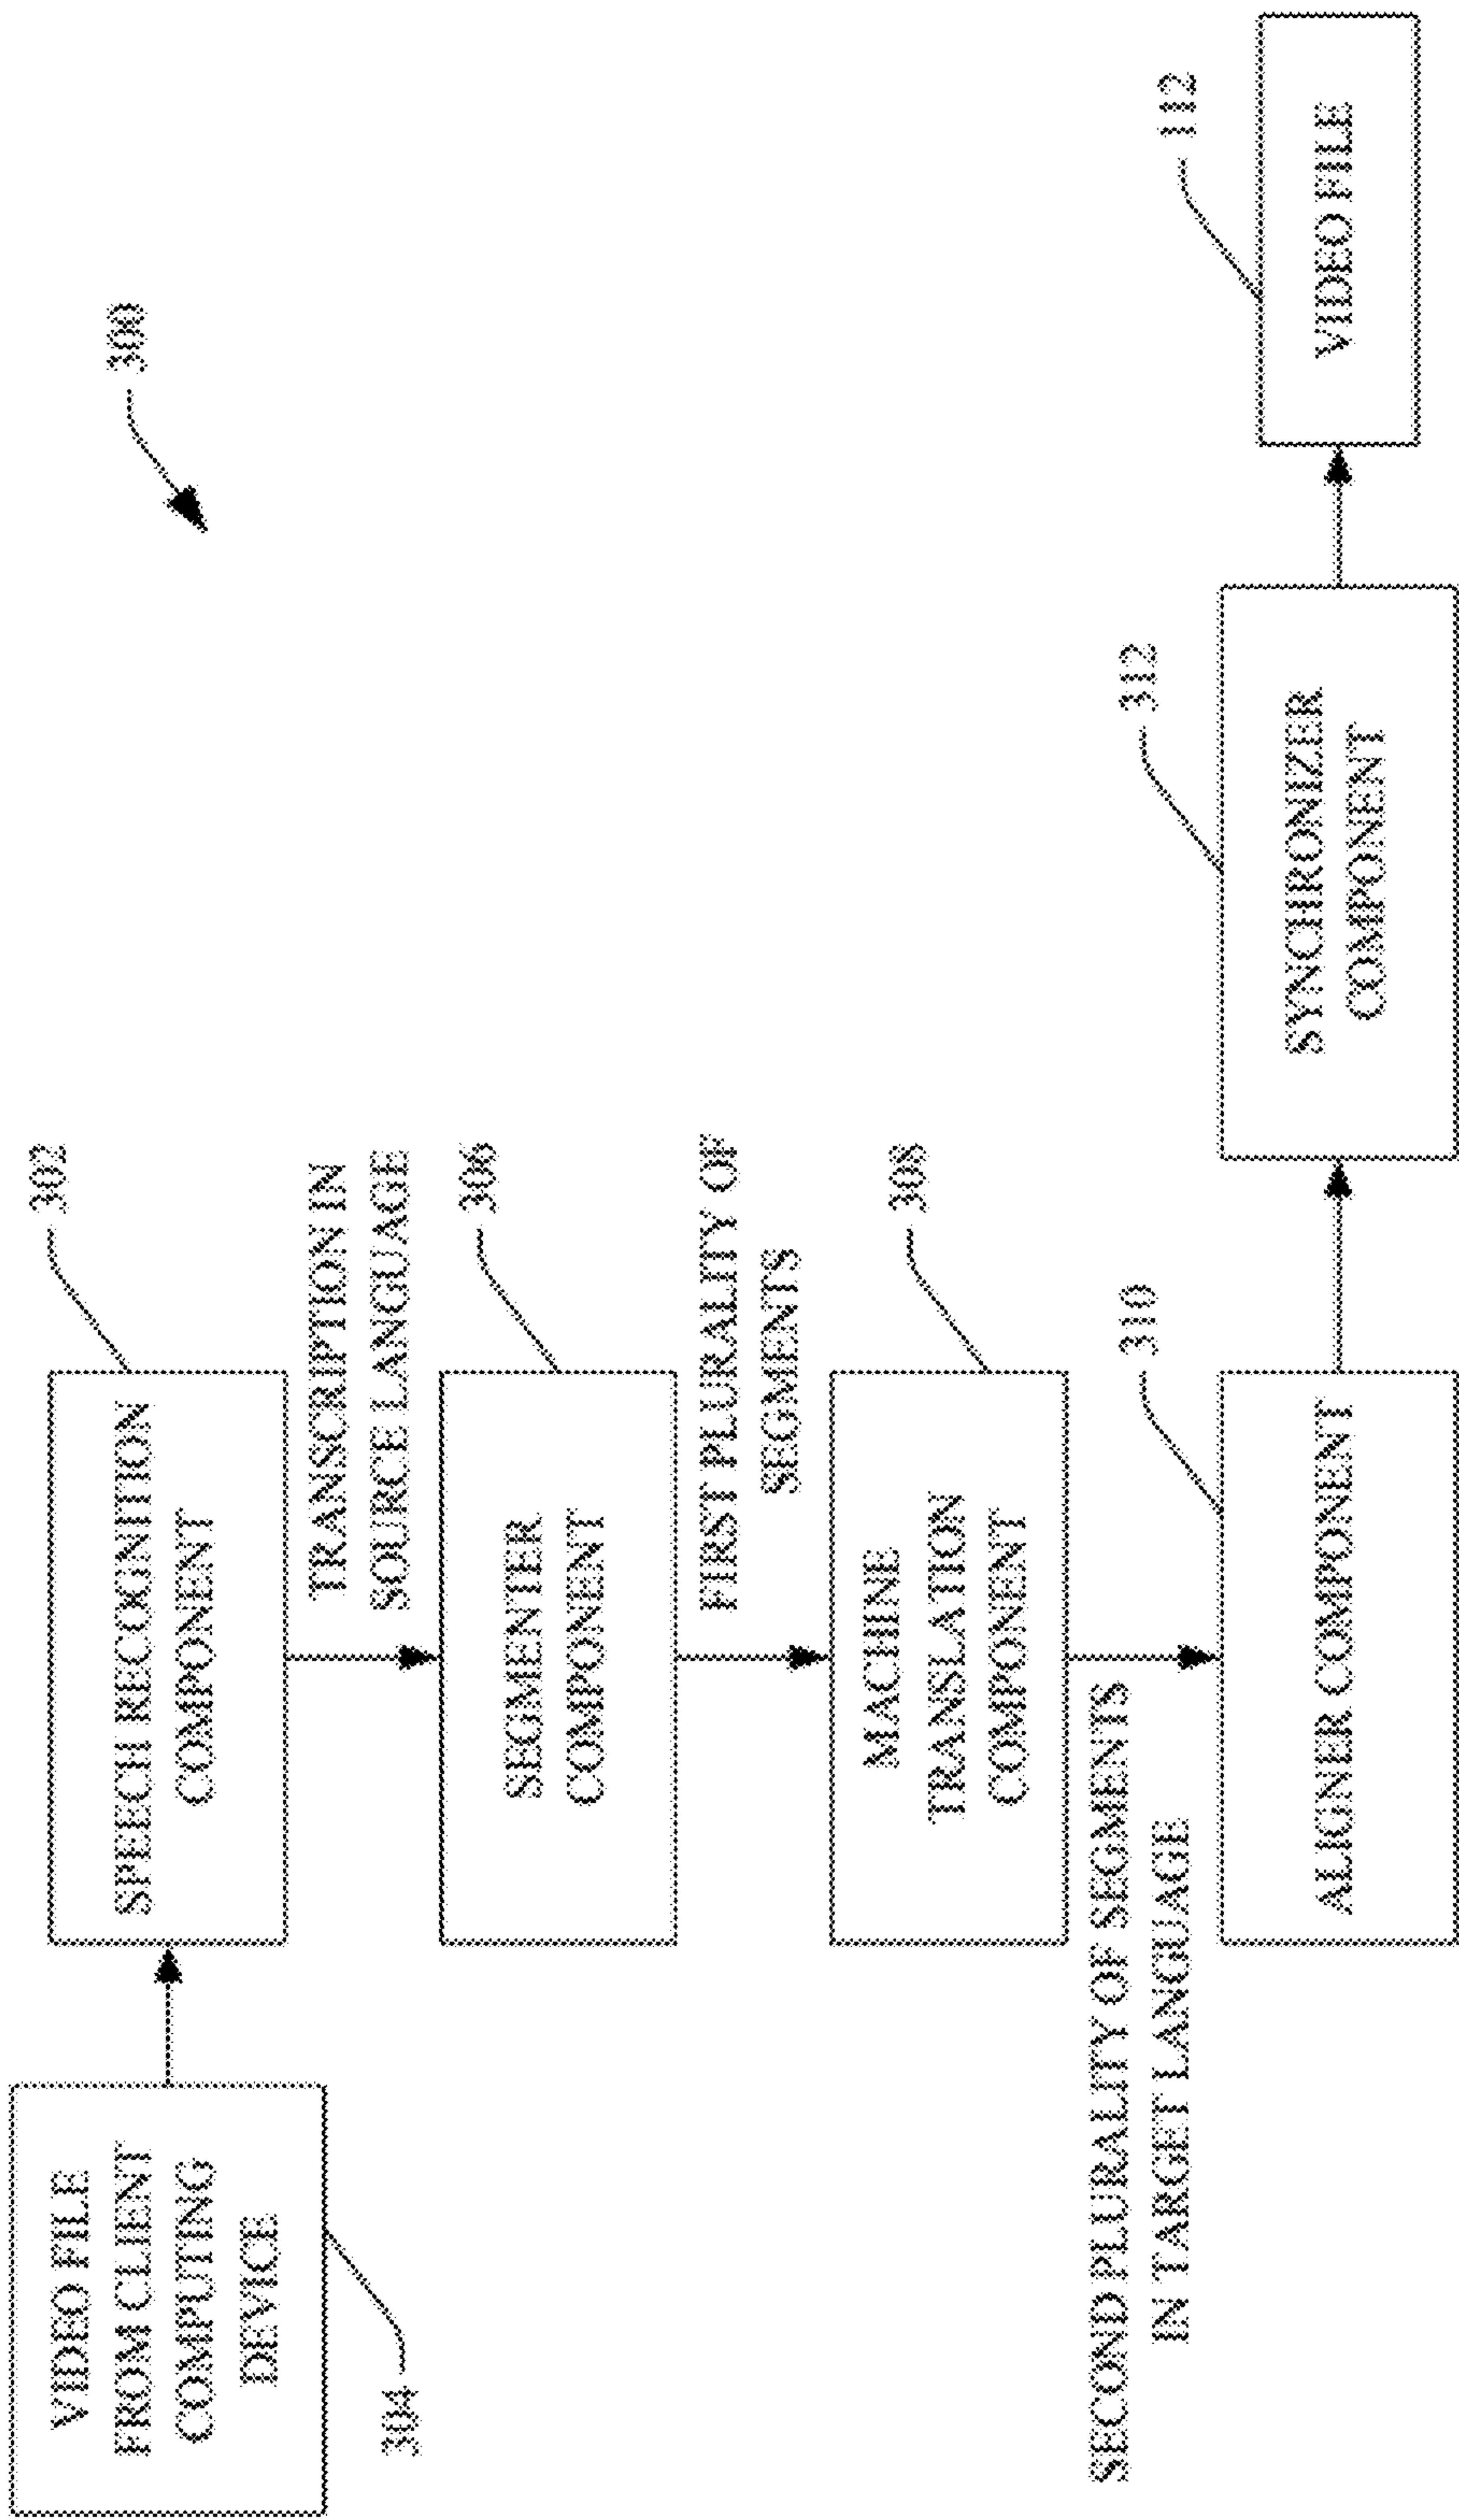 300
VIDEO FILE
FROM CLIENT
COMPUTING
DEVICE
304
SPEECH RECOGNITION
COMPONENT
302
TRANSCRIPTION IN
SOURCE LANGUAGE
SEGMENTER
COMPONENT
306
FIRST PLURALITY OF
SEGMENTS
MACHINE
TRANSLATION
COMPONENT
308
SECOND PLURALITY OF SEGMENTS
IN TARGET LANGUAGE
ALIGNER COMPONENT
310
SYNCHRONIZER
COMPONENT
312
VIDEO FILE
112